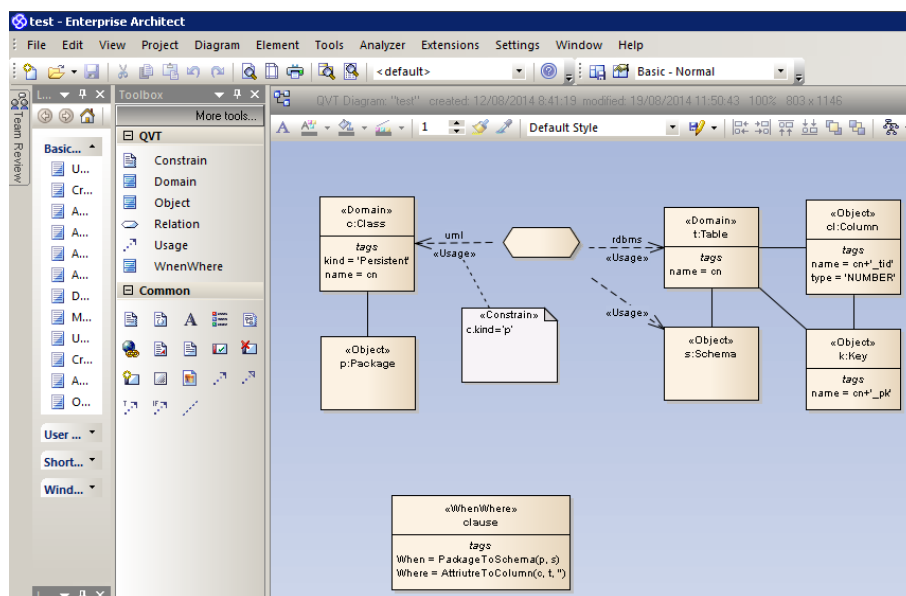 test - Enterprise Architect
File Edit View Project Diagram Element Tools Analyzer Extensions Settings Window Help
<default>
Basic - Normal
L...
Toolbox
QVT Diagram: "test" created: 12/08/2014 8:41:19 modified: 19/08/2014 11:50:43 100% 803 x 1146
More tools...
1
Default Style
Team Review
Basic...
U...
Cr...
A...
A...
A...
A...
D...
M...
U...
Cr...
A...
O...
User ...
Short...
Wind...
L...
QVT
Constrain
Domain
Object
Relation
Usage
WnenWhere
Common
«Domain»
c:Class
tags
kind = 'Persistent'
name = cn
uml
«Usage»
rdbms
«Usage»
«Usage»
«Domain»
t:Table
tags
name = cn
«Object»
cl:Column
tags
name = cn+'_tid'
type = 'NUMBER'
«Object»
p:Package
«Constrain»
c.kind='p'
«Object»
s:Schema
«Object»
k:Key
tags
name = cn+'_pk'
«WhenWhere»
clause
tags
When = PackageToSchema(p, s)
Where = AttriutreToColumn(c, t, '')